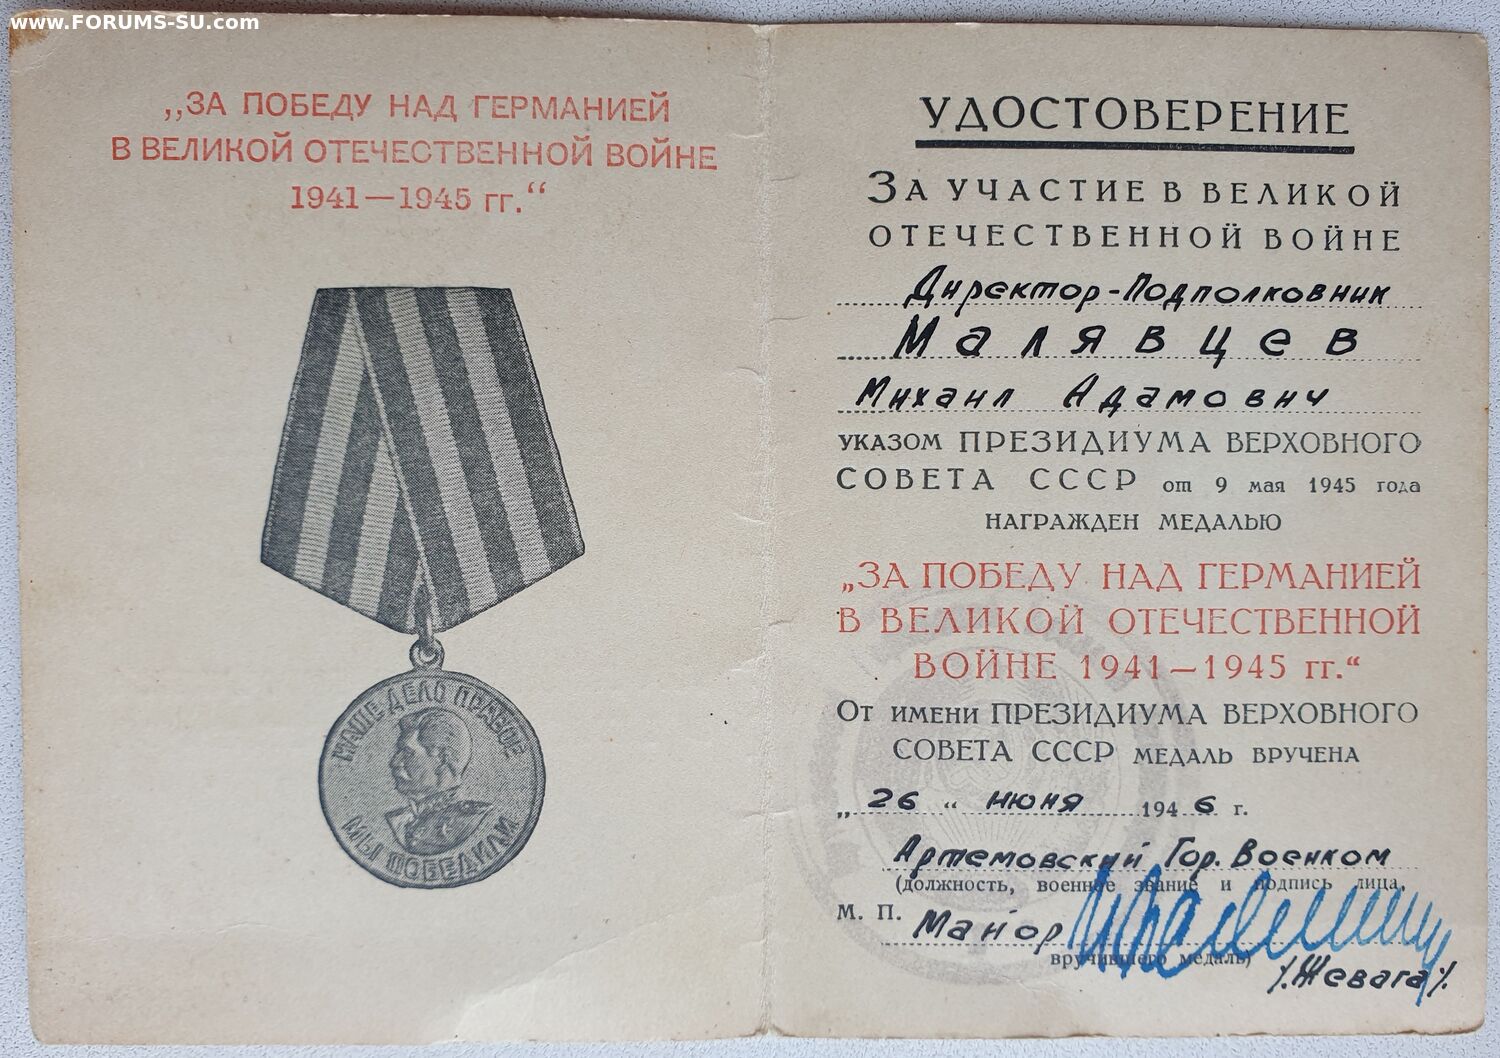 www.FORUMS-SU.com
„ЗА ПОБЕДУ НАД ГЕРМАНИЕЙ
В ВЕЛИКОЙ ОТЕЧЕСТВЕННОЙ ВОЙНЕ
1941—1945 гг.“
НАШЕ ДЕЛО ПРАВОЕ
МЫ ПОБЕДИЛИ
УДОСТОВЕРЕНИЕ
ЗА УЧАСТИЕ В ВЕЛИКОЙ
ОТЕЧЕСТВЕННОЙ ВОЙНЕ
Директор-Подполковник
Малявцев
Михаил Адамович
УКАЗОМ ПРЕЗИДИУМА ВЕРХОВНОГО
СОВЕТА СССР от 9 мая 1945 года
НАГРАЖДЕН МЕДАЛЬЮ
„ЗА ПОБЕДУ НАД ГЕРМАНИЕЙ
В ВЕЛИКОЙ ОТЕЧЕСТВЕННОЙ
ВОЙНЕ 1941—1945 гг.“
От имени ПРЕЗИДИУМА ВЕРХОВНОГО
СОВЕТА СССР МЕДАЛЬ ВРУЧЕНА
„26“ июня 1946 г.
Артемовский Гор. Военком
(должность, военное звание и подпись лица,
М. П. Майор
вручившего медаль)
/.Жевага/.